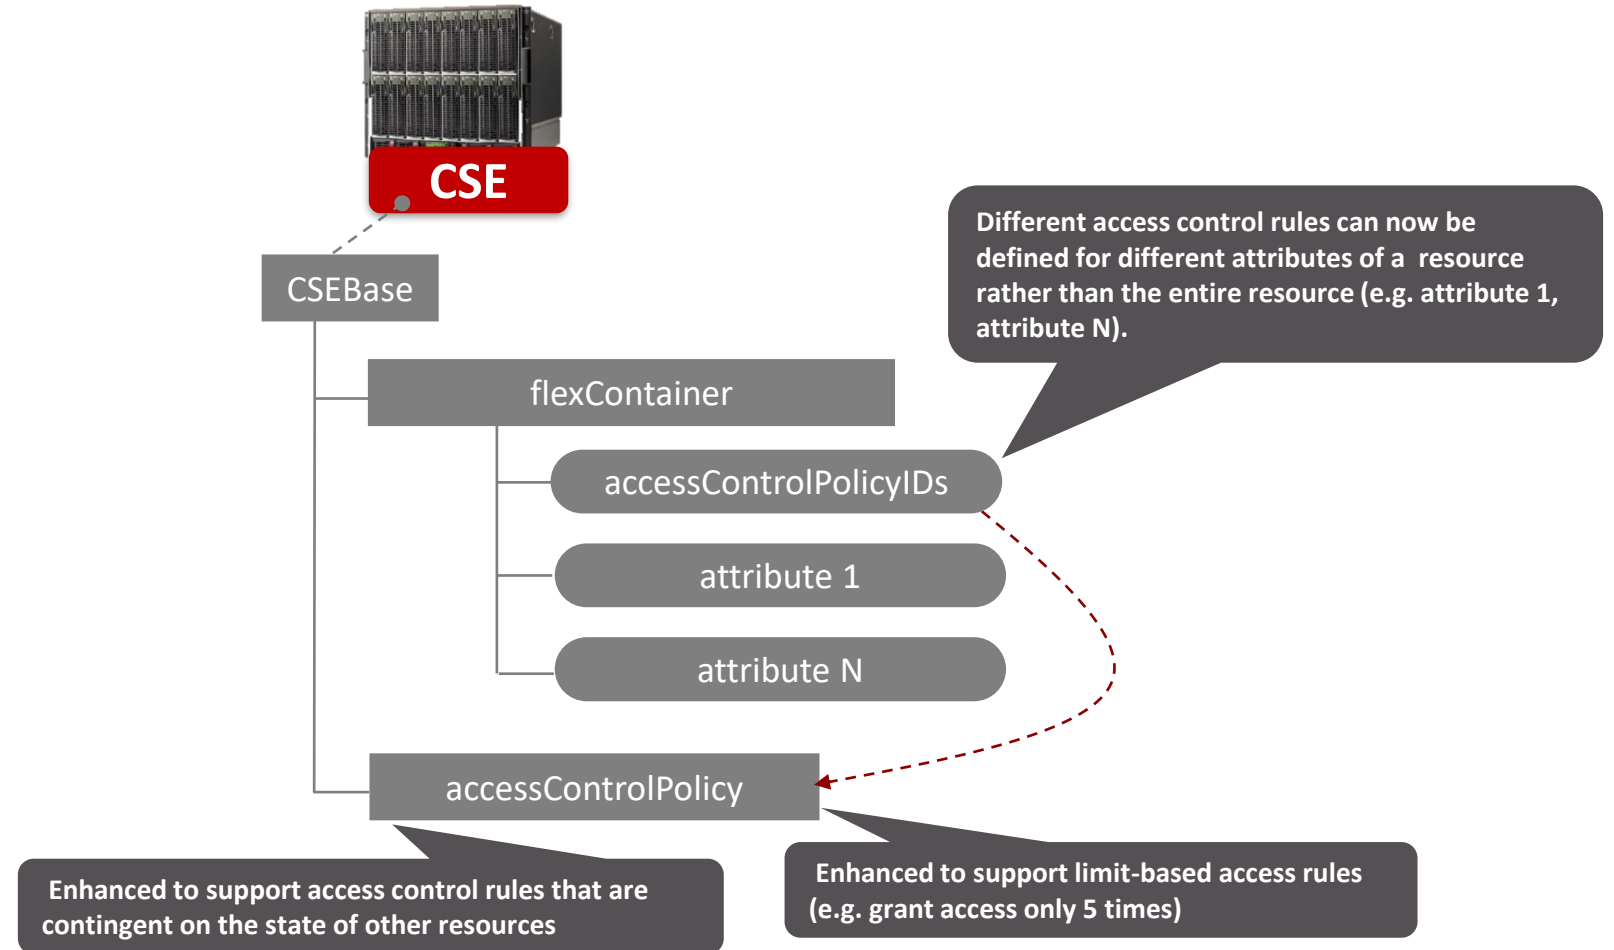 CSE
CSEBase
Different access control rules can now be
defined for different attributes of a  resource
rather than the entire resource (e.g. attribute 1,
attribute N).
flexContainer
accessControlPolicyIDs
attribute 1
attribute N
accessControlPolicy
Enhanced to support access control rules that are
contingent on the state of other resources
Enhanced to support limit-based access rules
(e.g. grant access only 5 times)